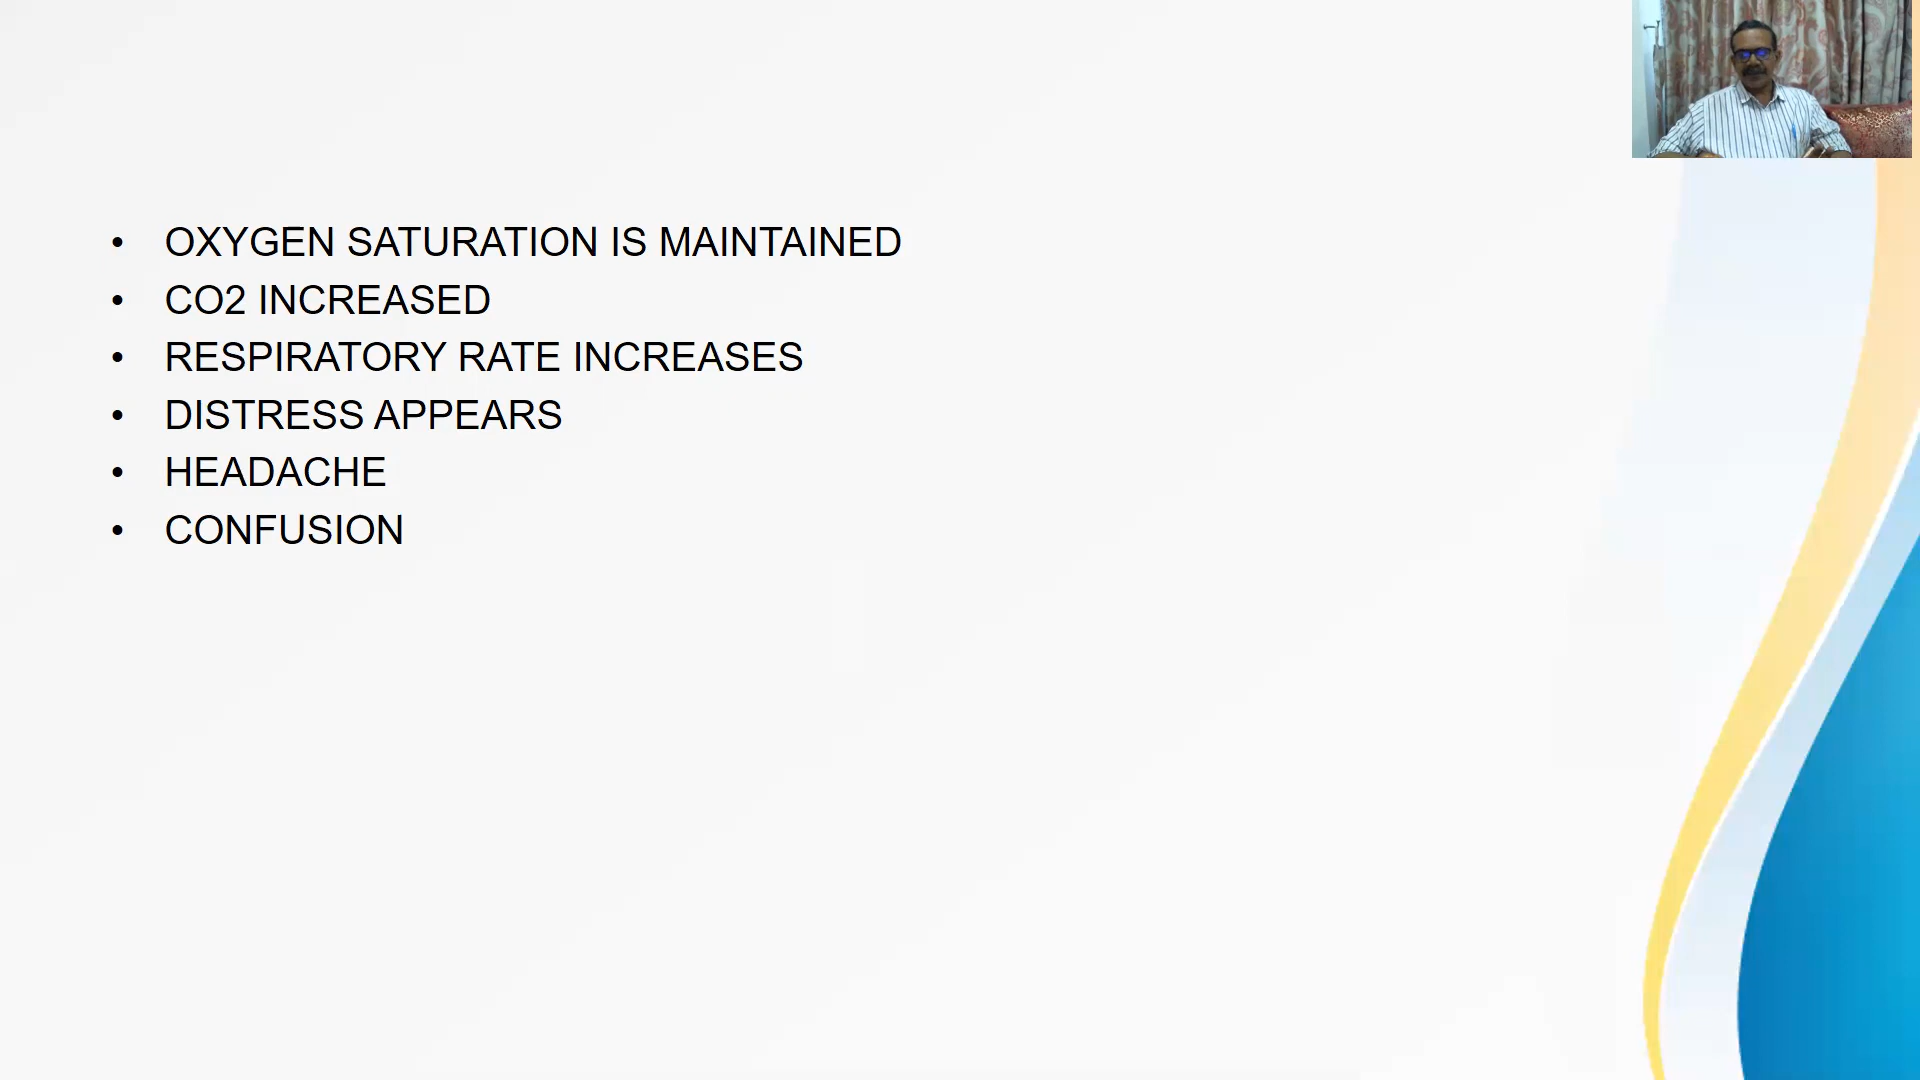 • OXYGEN SATURATION IS MAINTAINED
• CO2 INCREASED
• RESPIRATORY RATE INCREASES
• DISTRESS APPEARS
• HEADACHE
• CONFUSION